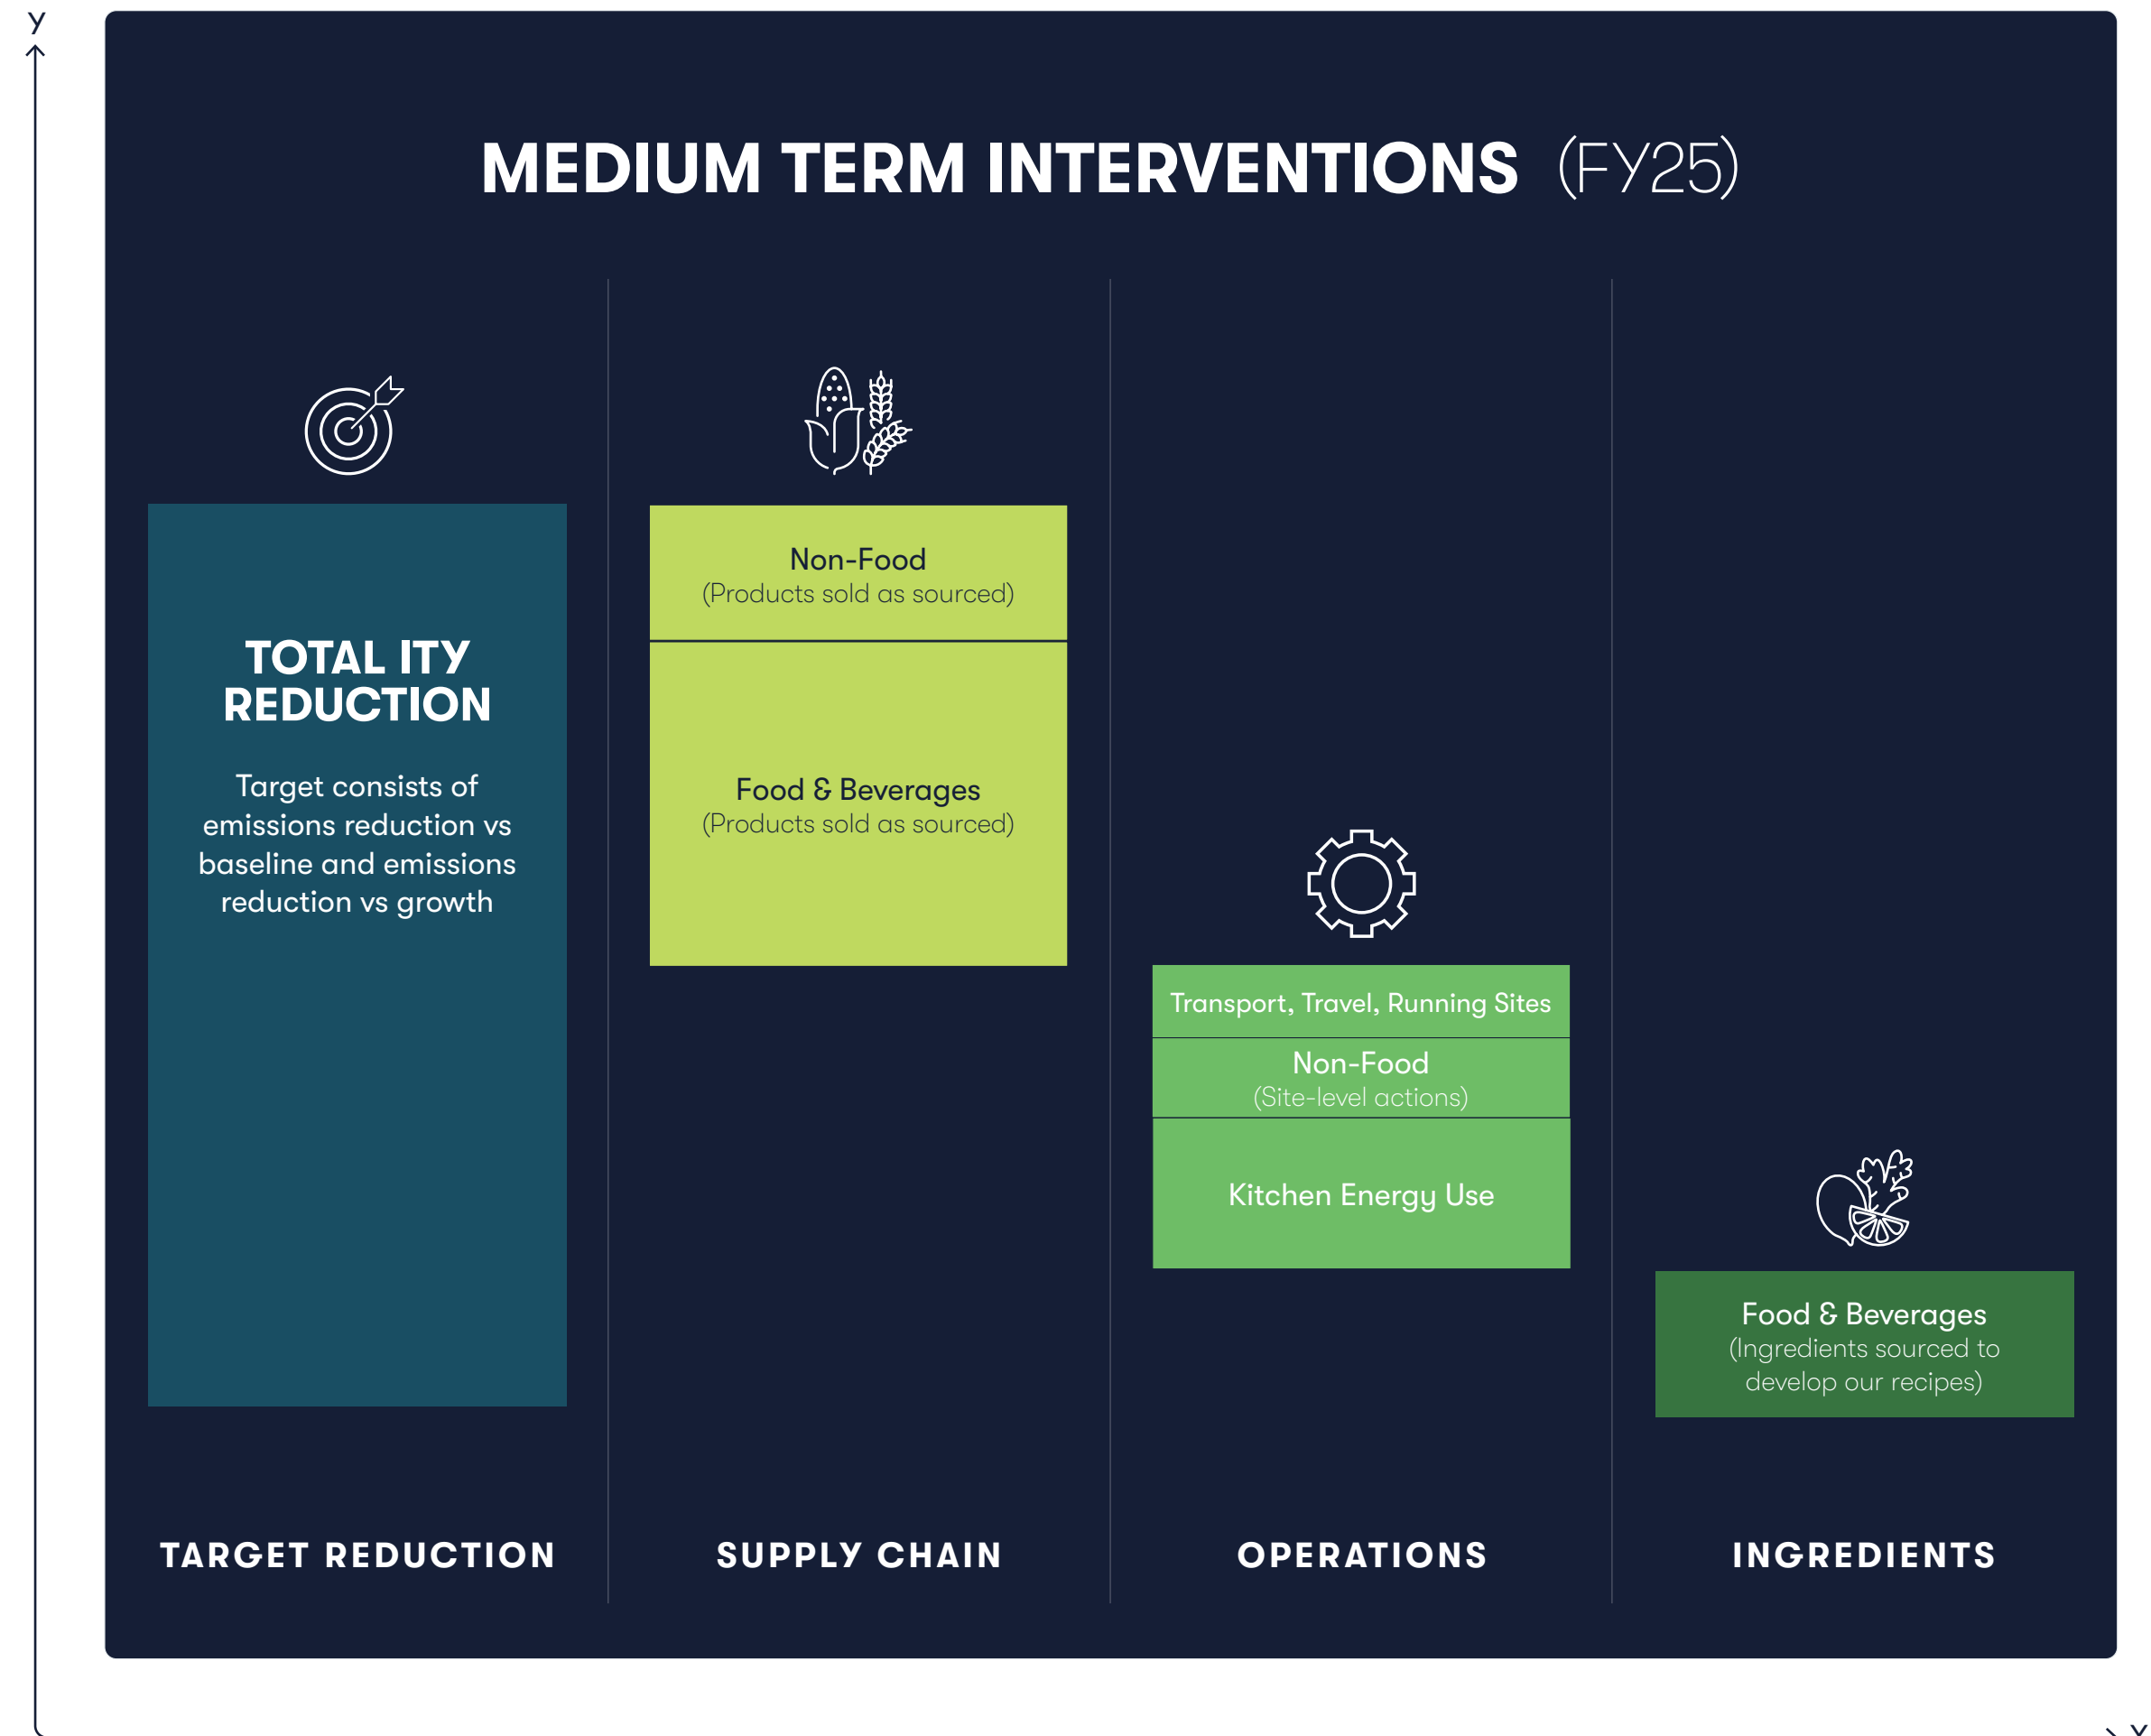 y
MEDIUM TERM INTERVENTIONS (FY25)
TOTAL ITY
REDUCTION
Target consists of
emissions reduction vs
baseline and emissions
reduction vs growth
Non-Food
(Products sold as sourced)
Food & Beverages
(Products sold as sourced)
Transport, Travel, Running Sites
Non-Food
(Site-level actions)
Kitchen Energy Use
Food & Beverages
(Ingredients sourced to
develop our recipes)
TARGET REDUCTION
SUPPLY CHAIN
OPERATIONS
INGREDIENTS